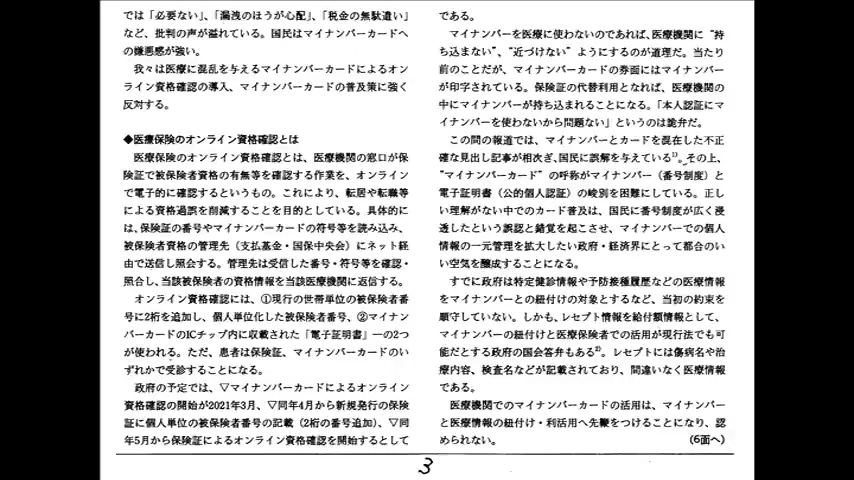 では「必要ない」、「漏洩のほうが心配」、「税金の無駄遣い」
など、批判の声が溢れている。国民はマイナンバーカードへ
の嫌悪感が強い。
我々は医療に混乱を与えるマイナンバーカードによるオン
ライン資格確認の導入、マイナンバーカードの普及策に強く
反対する。
◆医療保険のオンライン資格確認とは
医療保険のオンライン資格確認とは、医療機関の窓口が保
険証で被保険者資格の有無等を確認する作業を、オンライン
で電子的に確認するというもの。これにより、転居や転職等
による資格過誤を削減することを目的としている。具体的に
は、保険証の番号やマイナンバーカードの符号等を読み込み、
被保険者資格の管理先（支払基金・国保中央会）にネット経
由で送信し照会する。管理先は受信した番号・符号等を確認・
照合し、当該被保険者の資格情報を当該医療機関に返信する。
オンライン資格確認には、①現行の世帯単位の被保険者番
号に2桁を追加し、個人単位化した被保険者番号、②マイナン
バーカードのICチップ内に収載された「電子証明書」―の2つ
が使われる。ただ、患者は保険証、マイナンバーカードのい
ずれかで受診することになる。
政府の予定では、▽マイナンバーカードによるオンライン
資格確認の開始が2021年3月、▽同年4月から新規発行の保険
証に個人単位の被保険者番号の記載（2桁の番号追加）、▽同
年5月から保険証によるオンライン資格確認を開始するとして
である。
マイナンバーを医療に使わないのであれば、医療機関に“持
ち込まない”、“近づけない”ようにするのが道理だ。当たり
前のことだが、マイナンバーカードの券面にはマイナンバー
が印字されている。保険証の代替利用となれば、医療機関の
中にマイナンバーが持ち込まれることになる。「本人認証にマ
イナンバーを使わないから問題ない」というのは詭弁だ。
この間の報道では、マイナンバーとカードを混在した不正
確な見出し記事が相次ぎ、国民に誤解を与えている¹⁾。その上、
“マイナンバーカード”の呼称がマイナンバー（番号制度）と
電子証明書（公的個人認証）の峻別を困難にしている。正し
い理解がない中でのカード普及は、国民に番号制度が広く浸
透したという誤認と錯覚を起こさせ、マイナンバーでの個人
情報の一元管理を拡大したい政府・経済界にとって都合のい
い空気を醸成することになる。
すでに政府は特定健診情報や予防接種履歴などの医療情報
をマイナンバーとの紐付けの対象とするなど、当初の約束を
順守していない。しかも、レセプト情報を給付額情報として、
マイナンバーの紐付けと医療保険者での活用が現行法でも可
能だとする政府の国会答弁もある²⁾。レセプトには傷病名や治
療内容、検査名などが記載されており、間違いなく医療情報
である。
医療機関でのマイナンバーカードの活用は、マイナンバー
と医療情報の紐付け・利活用へ先鞭をつけることになり、認
められない。 （6面へ）
3